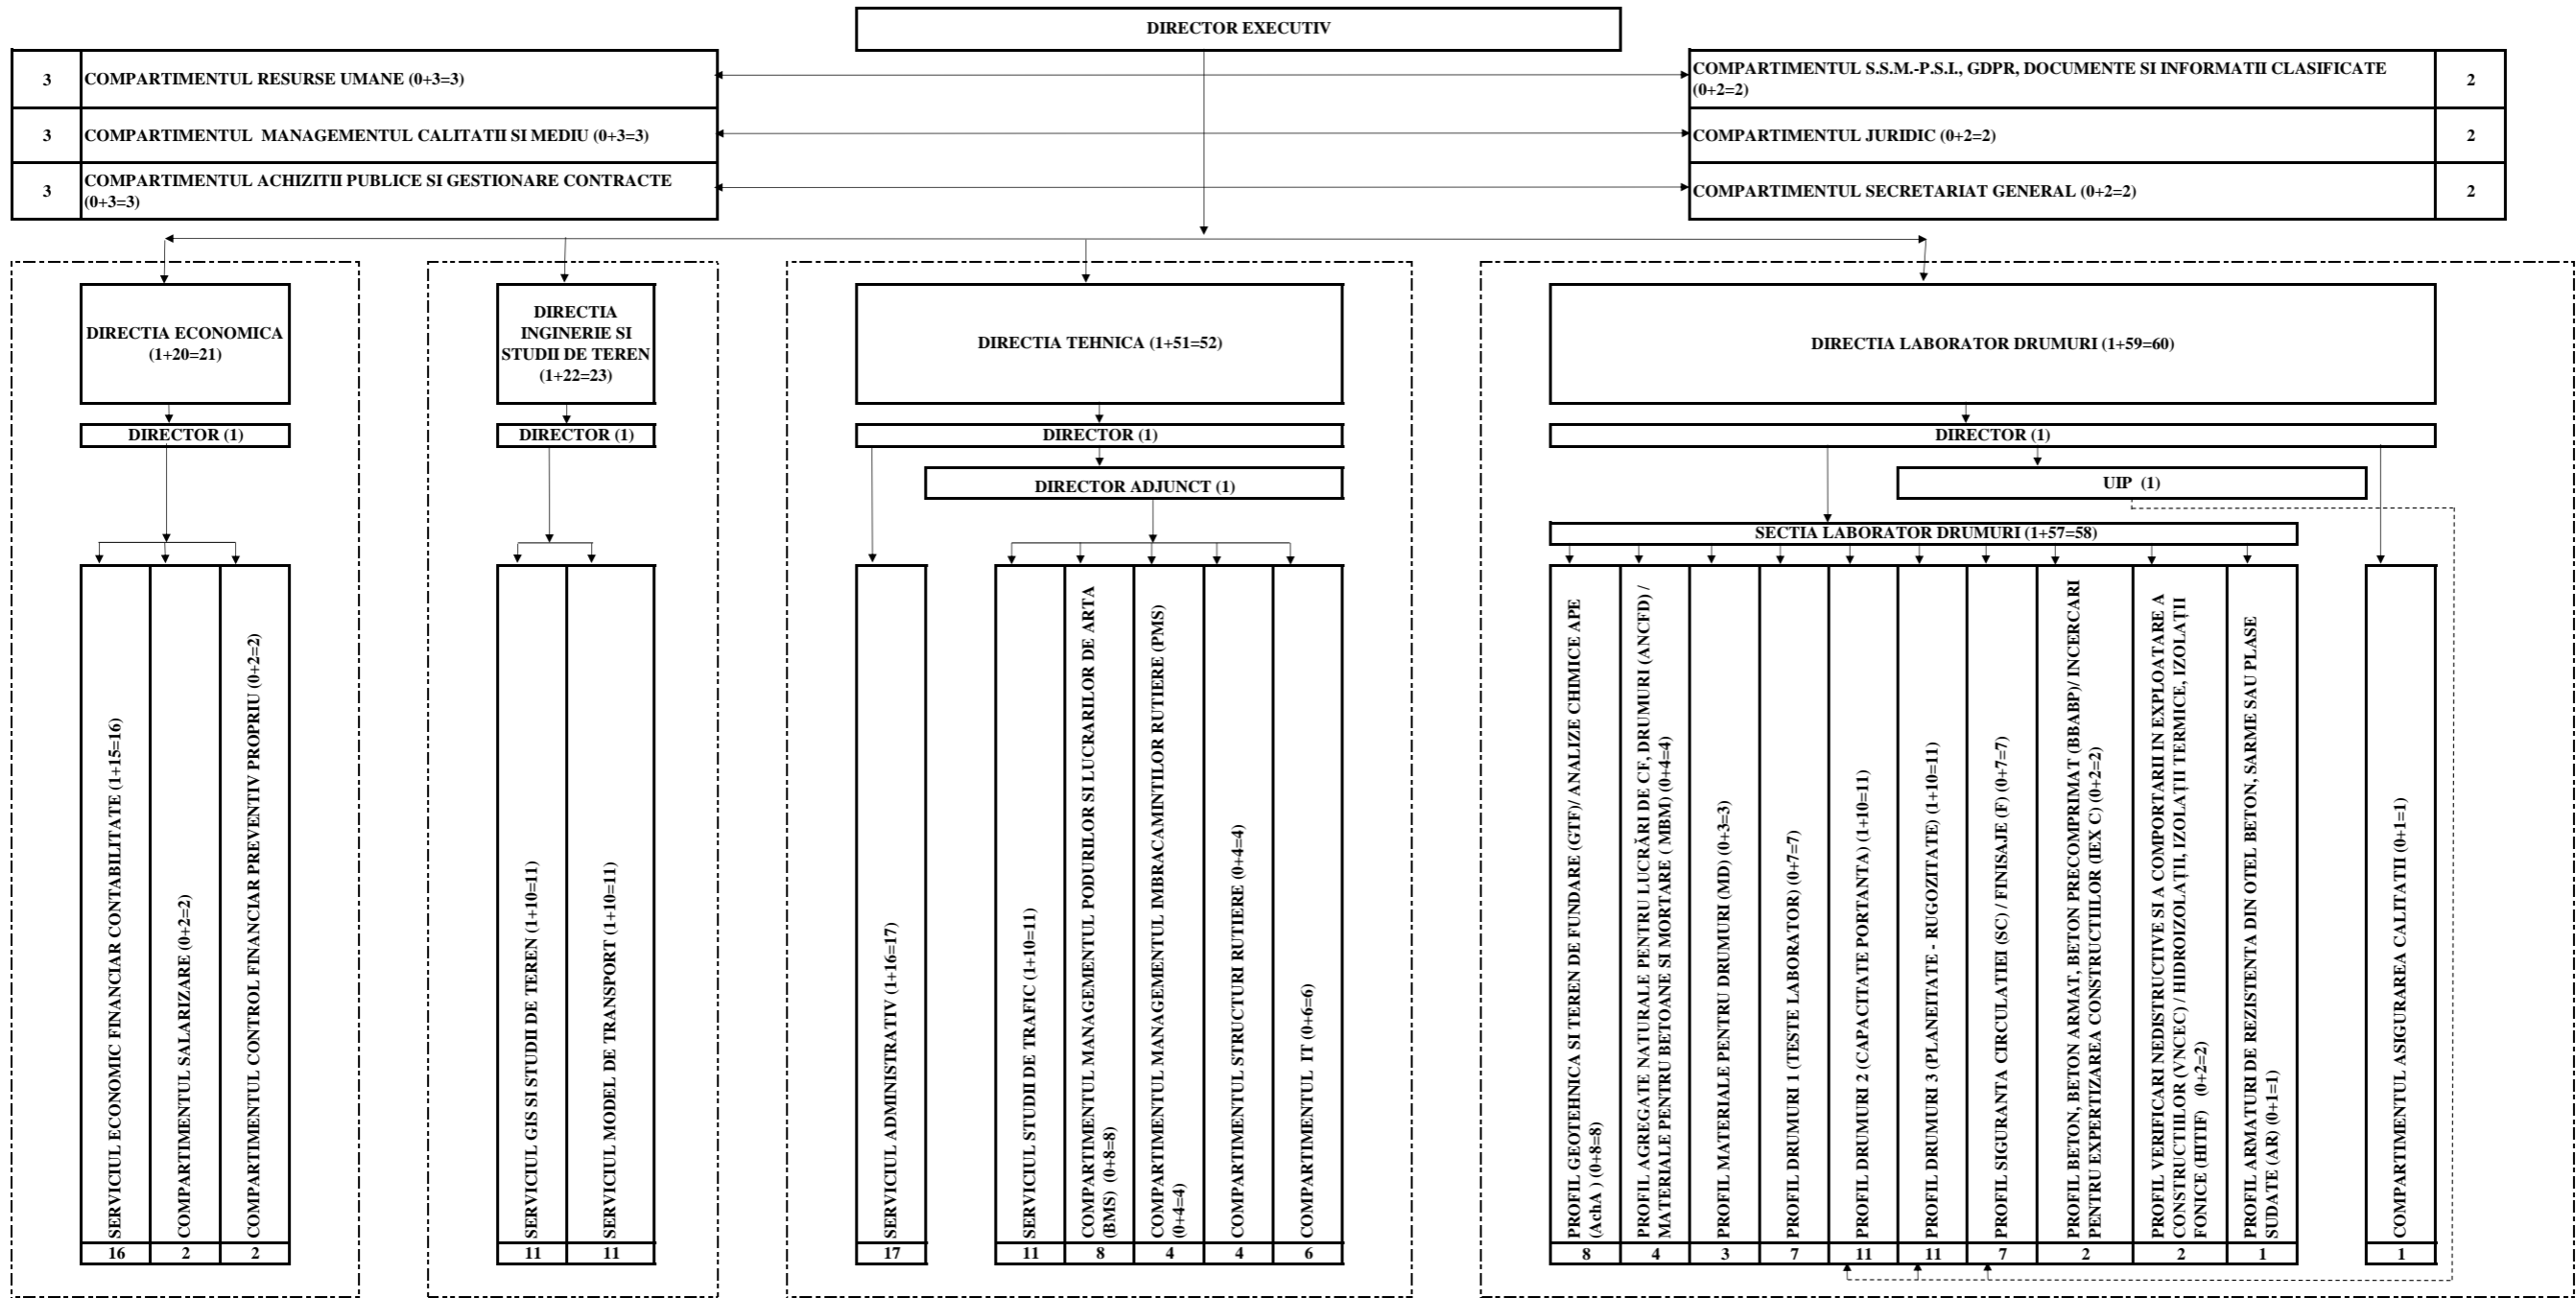 DIRECTOR EXECUTIV
3
COMPARTIMENTUL RESURSE UMANE (0+3=3)
COMPARTIMENTUL S.S.M.-P.S.I., GDPR, DOCUMENTE SI INFORMATII CLASIFICATE
(0+2=2)
2
3
COMPARTIMENTUL MANAGEMENTUL CALITATII SI MEDIU (0+3=3)
COMPARTIMENTUL JURIDIC (0+2=2)
2
3
COMPARTIMENTUL ACHIZITII PUBLICE SI GESTIONARE CONTRACTE
(0+3=3)
COMPARTIMENTUL SECRETARIAT GENERAL (0+2=2)
2
DIRECTIA ECONOMICA
(1+20=21)
DIRECTOR (1)
SERVICIUL ECONOMIC FINANCIAR CONTABILITATE (1+15=16)
16
COMPARTIMENTUL SALARIZARE (0+2=2)
2
COMPARTIMENTUL CONTROL FINANCIAR PREVENTIV PROPRIU (0+2=2)
2
DIRECTIA
INGINERIE SI
STUDII DE TEREN
(1+22=23)
DIRECTOR (1)
SERVICIUL GIS SI STUDII DE TEREN (1+10=11)
11
SERVICIUL MODEL DE TRANSPORT (1+10=11)
11
DIRECTIA TEHNICA (1+51=52)
DIRECTOR (1)
DIRECTOR ADJUNCT (1)
SERVICIUL ADMINISTRATIV (1+16=17)
17
SERVICIUL STUDII DE TRAFIC (1+10=11)
11
COMPARTIMENTUL MANAGEMENTUL PODURILOR SI LUCRARILOR DE ARTA
(BMS) (0+8=8)
8
COMPARTIMENTUL MANAGEMENTUL IMBRACAMINTILOR RUTIERE (PMS)
(0+4=4)
4
COMPARTIMENTUL STRUCTURI RUTIERE (0+4=4)
4
COMPARTIMENTUL IT (0+6=6)
6
DIRECTIA LABORATOR DRUMURI (1+59=60)
DIRECTOR (1)
UIP (1)
SECTIA LABORATOR DRUMURI (1+57=58)
PROFIL GEOTEHNICA SI TEREN DE FUNDARE (GTF)/ ANALIZE CHIMICE APE
(AchA ) (0+8=8)
8
PROFIL AGREGATE NATURALE PENTRU LUCRĂRI DE CF, DRUMURI (ANCFD) /
MATERIALE PENTRU BETOANE SI MORTARE ( MBM) (0+4=4)
4
PROFIL MATERIALE PENTRU DRUMURI (MD) (0+3=3)
3
PROFIL DRUMURI 1 (TESTE LABORATOR) (0+7=7)
7
PROFIL DRUMURI 2 (CAPACITATE PORTANTA) (1+10=11)
11
PROFIL DRUMURI 3 (PLANEITATE - RUGOZITATE) (1+10=11)
11
PROFIL SIGURANTA CIRCULATIEI (SC) / FINISAJE (F) (0+7=7)
7
PROFIL BETON, BETON ARMAT, BETON PRECOMPRIMAT (BBABP)/ INCERCARI
PENTRU EXPERTIZAREA CONSTRUCTIILOR (IEX C) (0+2=2)
2
PROFIL VERIFICARI NEDISTRUCTIVE SI A COMPORTARII IN EXPLOATARE A
CONSTRUCTIILOR (VNCEC) / HIDROIZOLAȚII, IZOLAȚII TERMICE, IZOLAȚII
FONICE (HITIF) (0+2=2)
2
PROFIL ARMATURI DE REZISTENTA DIN OTEL BETON, SARME SAU PLASE
SUDATE (AR) (0+1=1)
1
COMPARTIMENTUL ASIGURAREA CALITATII (0+1=1)
1